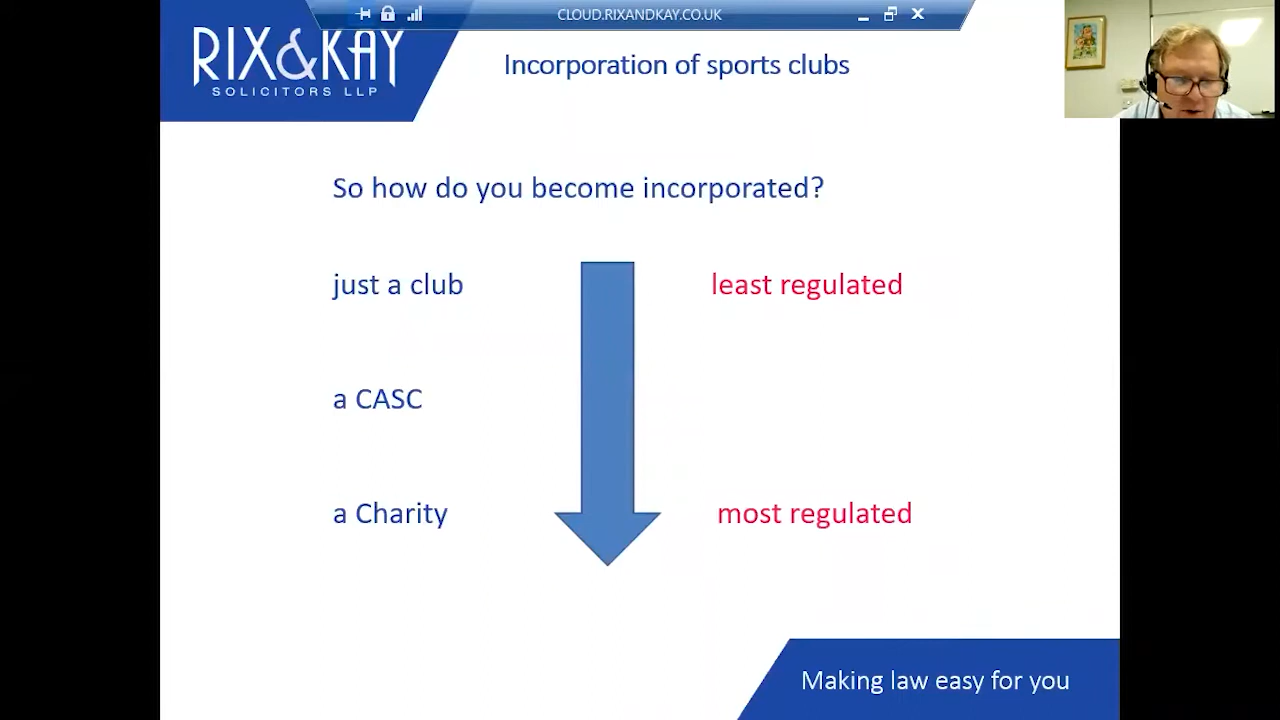 CLOUD.RIXANDKAY.CO.UK
RIX&KAY
SOLICITORS LLP
Incorporation of sports clubs
So how do you become incorporated?
just a club
least regulated
a CASC
a Charity
most regulated
Making law easy for you